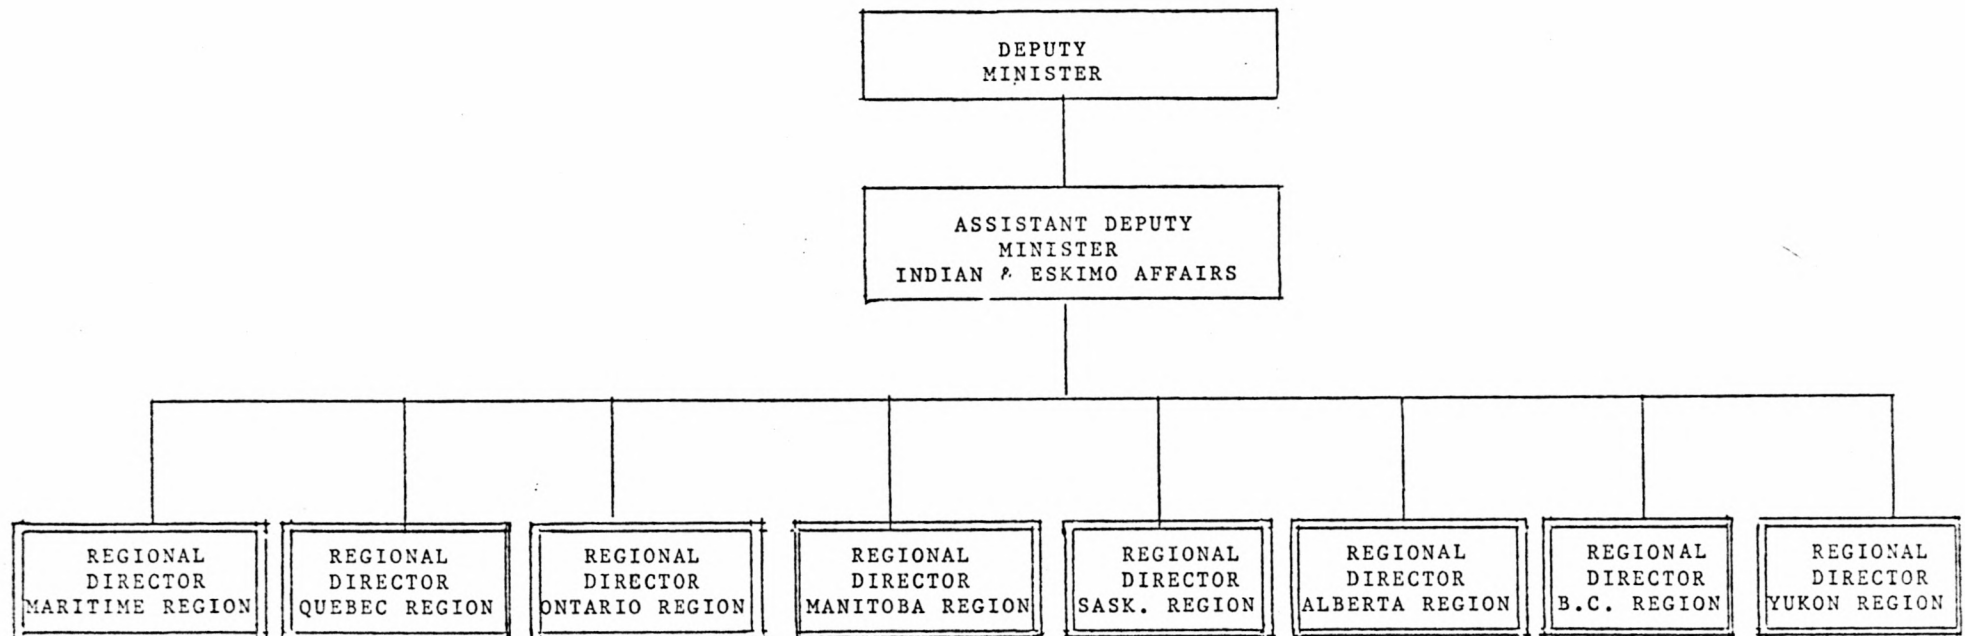 DEPUTY
MINISTER
ASSISTANT DEPUTY
MINISTER
INDIAN & ESKIMO AFFAIRS
REGIONAL
DIRECTOR
MARITIME REGION
REGIONAL
DIRECTOR
QUEBEC REGION
REGIONAL
DIRECTOR
ONTARIO REGION
REGIONAL
DIRECTOR
MANITOBA REGION
REGIONAL
DIRECTOR
SASK. REGION
REGIONAL
DIRECTOR
ALBERTA REGION
REGIONAL
DIRECTOR
B.C. REGION
REGIONAL
DIRECTOR
YUKON REGION